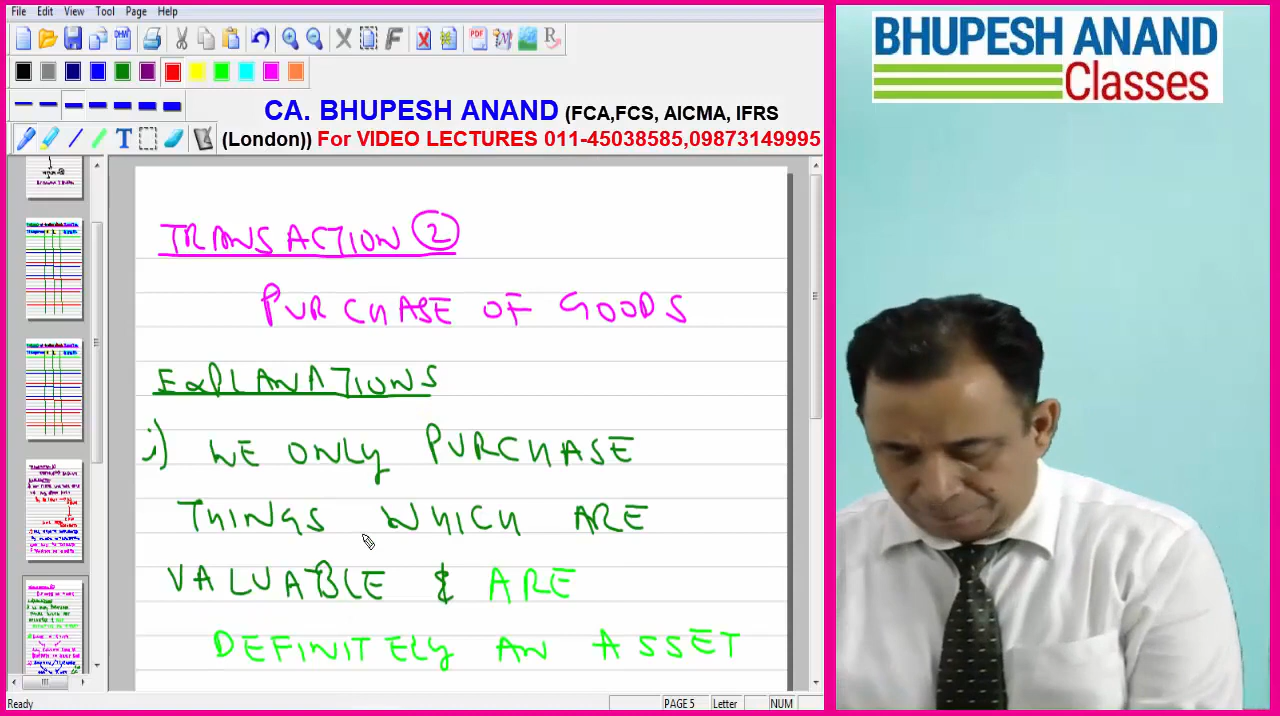 File Edit View Tools Page Help
BHUPESH ANAND
Classes
CA. BHUPESH ANAND (FCA,FCS, AICMA, IFRS
(London)) For VIDEO LECTURES 011-45038585,09873149995
TRANSACTION 2
PURCHASE OF GOODS
EXPLANATIONS
i) WE ONLY PURCHASE
THINGS WHICH ARE
VALUABLE & ARE
DEFINITELY AN ASSET
Ready PAGE 5 Letter NUM